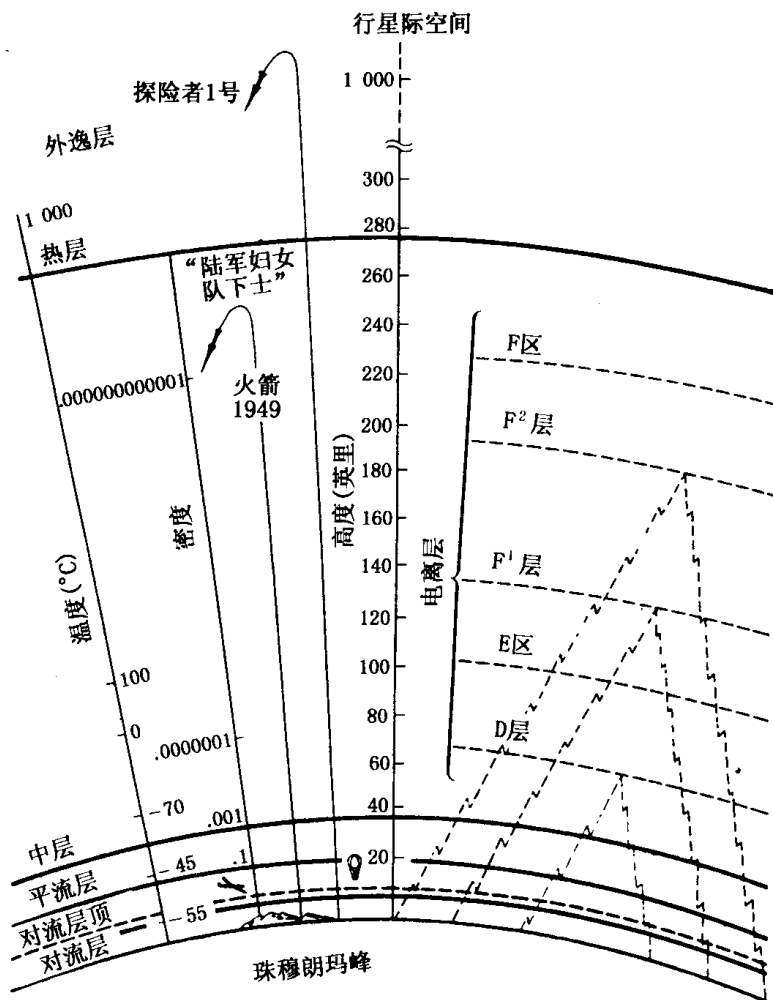 行星际空间
1 000
探险者1号
外逸层
300
1 000
280
热层
“陆军妇女
队下士”
260
240
F区
220
.000000000001
火箭
1949
200
F² 层
高度(英里)
180
密度
160
电离层
140
F¹ 层
温度(°C)
120
E区
100
100
0
80
D层
.0000001
60
-70
.001
40
中层
-45
.1
20
平流层
对流层顶
-55
对流层
珠穆朗玛峰